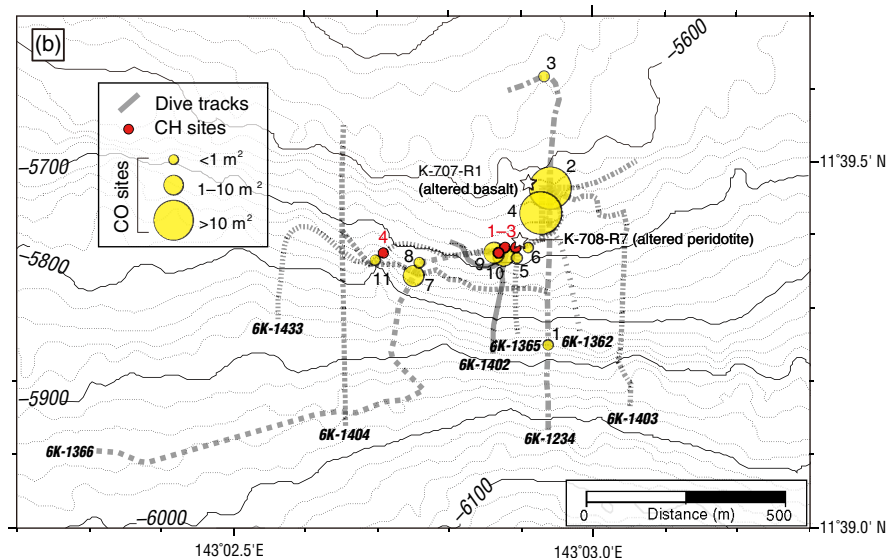 (b)
Dive tracks
CH sites
CO sites
<1 m²
1–10 m²
>10 m²
–5600
3
11°39.5'
–5700
K-707-R1
(altered basalt)
2
4
4
1–3
K-708-R7 (altered peridotite)
–5800
11
8
7
9
10
5
6
6K-1433
1
6K-1365
6K-1362
6K-1402
–5900
6K-1403
6K-1404
6K-1234
6K-1366
–6000
–6100
0
Distance (m)
500
11°39.0' N
143°02.5'E
143°03.0' E